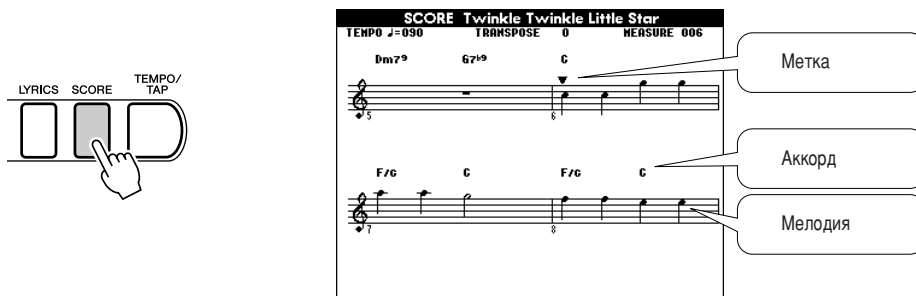 SCORE Twinkle Twinkle Little Star
TEMPO ♩=090 TRANSPOSE 0 MEASURE 006
LYRICS SCORE TEMPO/
TAP
Dm7⁹ G7♭⁹ C
Метка
5 6
F/G C F/G C
Аккорд
7 8
Мелодия